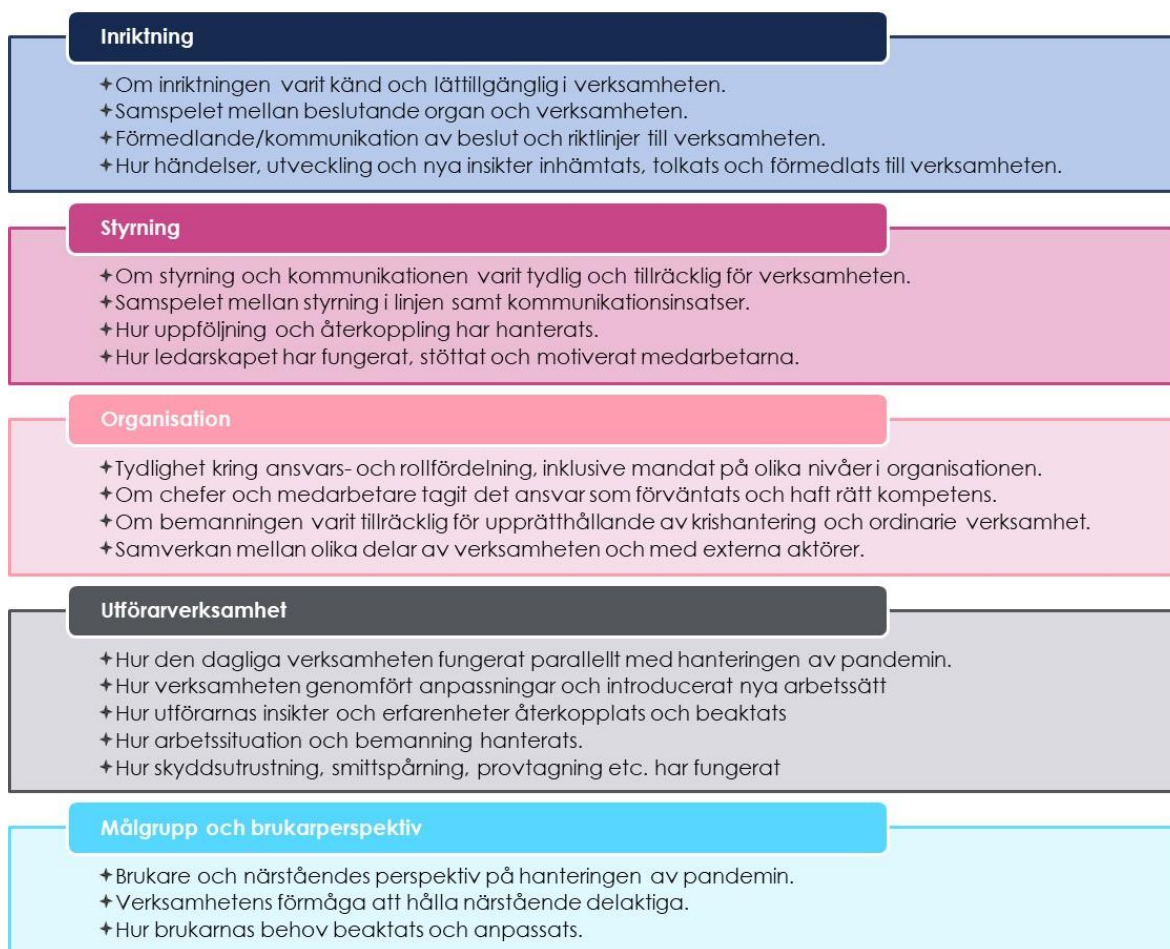 Inriktning
Om inriktningen varit känd och lättillgänglig i verksamheten.
Samspelet mellan beslutande organ och verksamheten.
Förmedlande/kommunikation av beslut och riktlinjer till verksamheten.
Hur händelser, utveckling och nya insikter inhämtats, tolkats och förmedlats till verksamheten.
Styrning
Om styrning och kommunikationen varit tydlig och tillräcklig för verksamheten.
Samspelet mellan styrning i linjen samt kommunikationsinsatser.
Hur uppföljning och återkoppling har hanterats.
Hur ledarskapet har fungerat, stöttat och motiverat medarbetarna.
Organisation
Tydlighet kring ansvars- och rollfördelning, inklusive mandat på olika nivåer i organisationen.
Om chefer och medarbetare tagit det ansvar som förväntats och haft rätt kompetens.
Om bemanningen varit tillräcklig för upprätthållande av krishantering och ordinarie verksamhet.
Samverkan mellan olika delar av verksamheten och med externa aktörer.
Utförarverksamhet
Hur den dagliga verksamheten fungerat parallellt med hanteringen av pandemin.
Hur verksamheten genomfört anpassningar och introducerat nya arbetssätt
Hur utförarnas insikter och erfarenheter återkopplats och beaktats
Hur arbetssituation och bemanning hanterats.
Hur skyddsutrustning, smittspårning, provtagning etc. har fungerat
Målgrupp och brukarperspektiv
Brukare och närståendes perspektiv på hanteringen av pandemin.
Verksamhetens förmåga att hålla närstående delaktiga.
Hur brukarnas behov beaktats och anpassats.